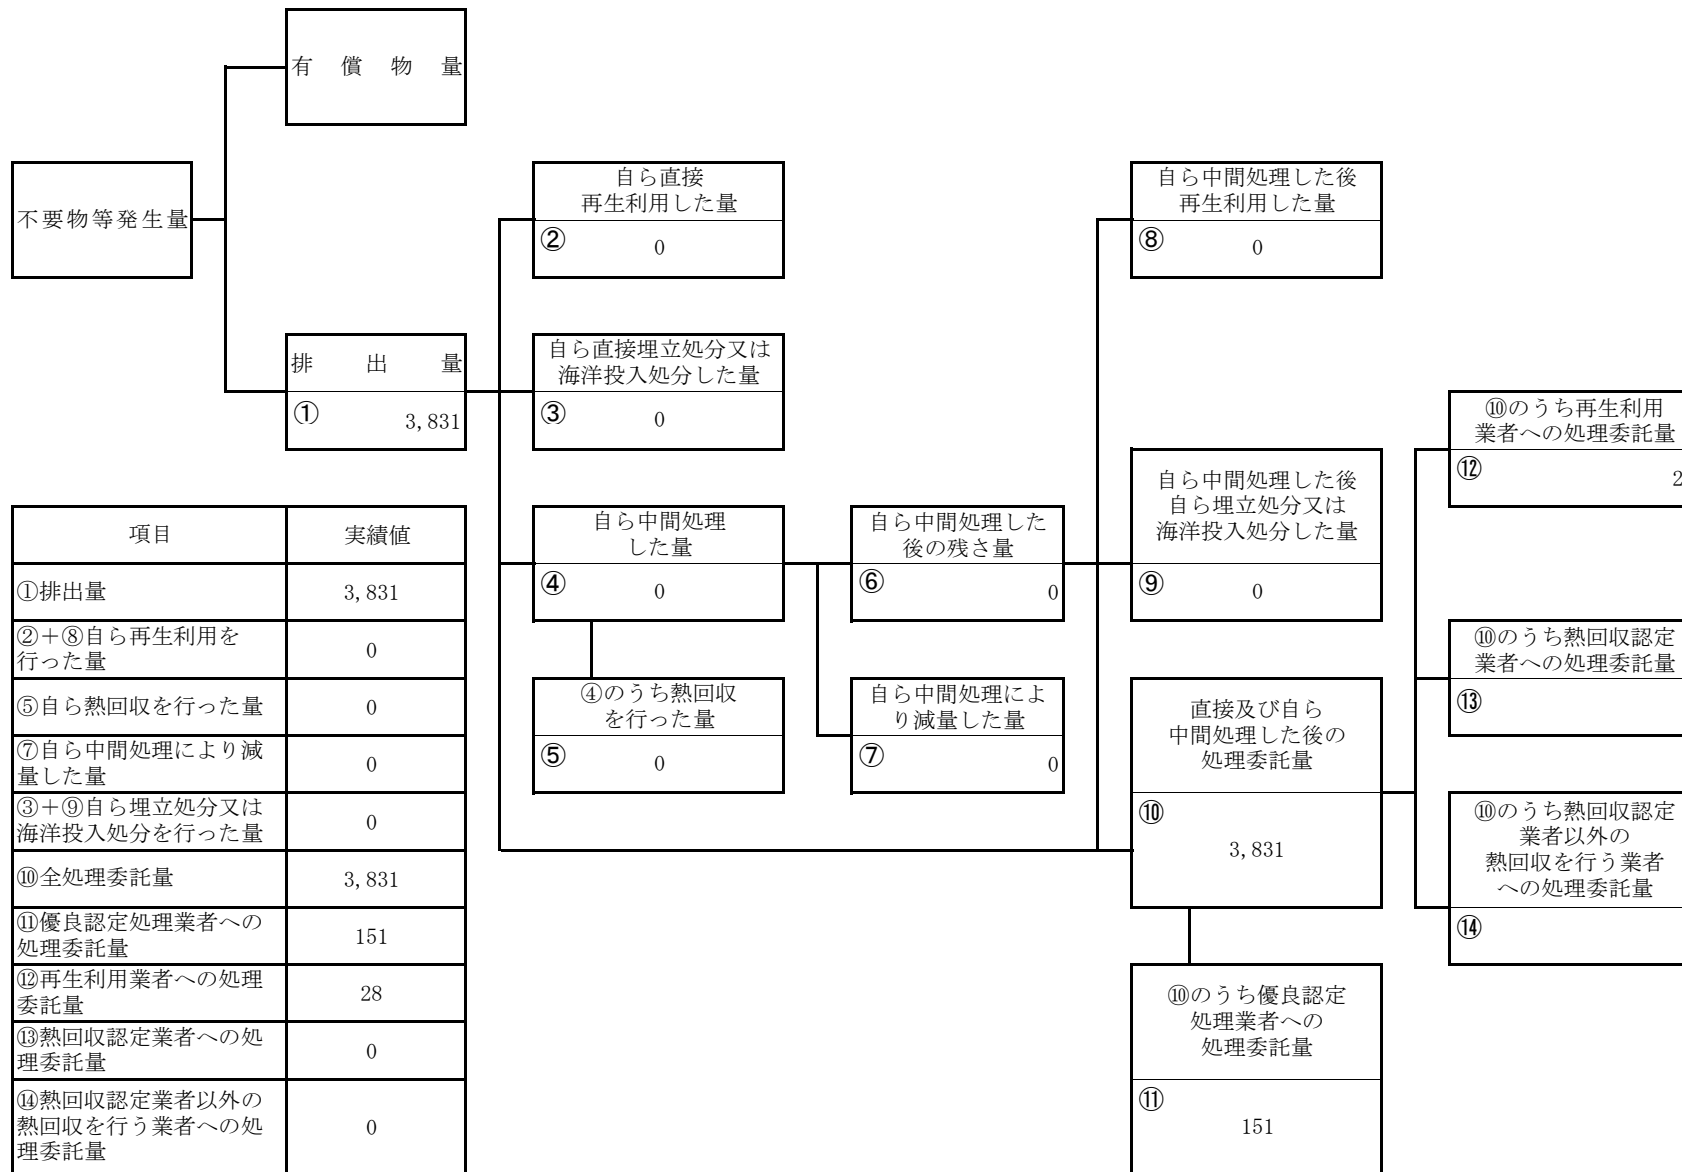 有 償 物 量
不要物等発生量
自ら直接
再生利用した量
② 0
自ら中間処理した後
再生利用した量
⑧ 0
排 出 量
① 3,831
自ら直接埋立処分又は
海洋投入処分した量
③ 0
⑩のうち再生利用
業者への処理委託量
⑫ 2
自ら中間処理した後
自ら埋立処分又は
海洋投入処分した量
⑨ 0
自ら中間処理
した量
④ 0
自ら中間処理した
後の残さ量
⑥ 0
⑩のうち熱回収認定
業者への処理委託量
⑬
④のうち熱回収
を行った量
⑤ 0
自ら中間処理によ
り減量した量
⑦ 0
直接及び自ら
中間処理した後の
処理委託量
⑩
3,831
⑩のうち熱回収認定
業者以外の
熱回収を行う業者
への処理委託量
⑭
⑩のうち優良認定
処理業者への
処理委託量
⑪
151
項目 実績値
①排出量 3,831
②+⑧自ら再生利用を
行った量 0
⑤自ら熱回収を行った量 0
⑦自ら中間処理により減
量した量 0
③+⑨自ら埋立処分又は
海洋投入処分を行った量 0
⑩全処理委託量 3,831
⑪優良認定処理業者への
処理委託量 151
⑫再生利用業者への処理
委託量 28
⑬熱回収認定業者への処
理委託量 0
⑭熱回収認定業者以外の
熱回収を行う業者への処
理委託量 0